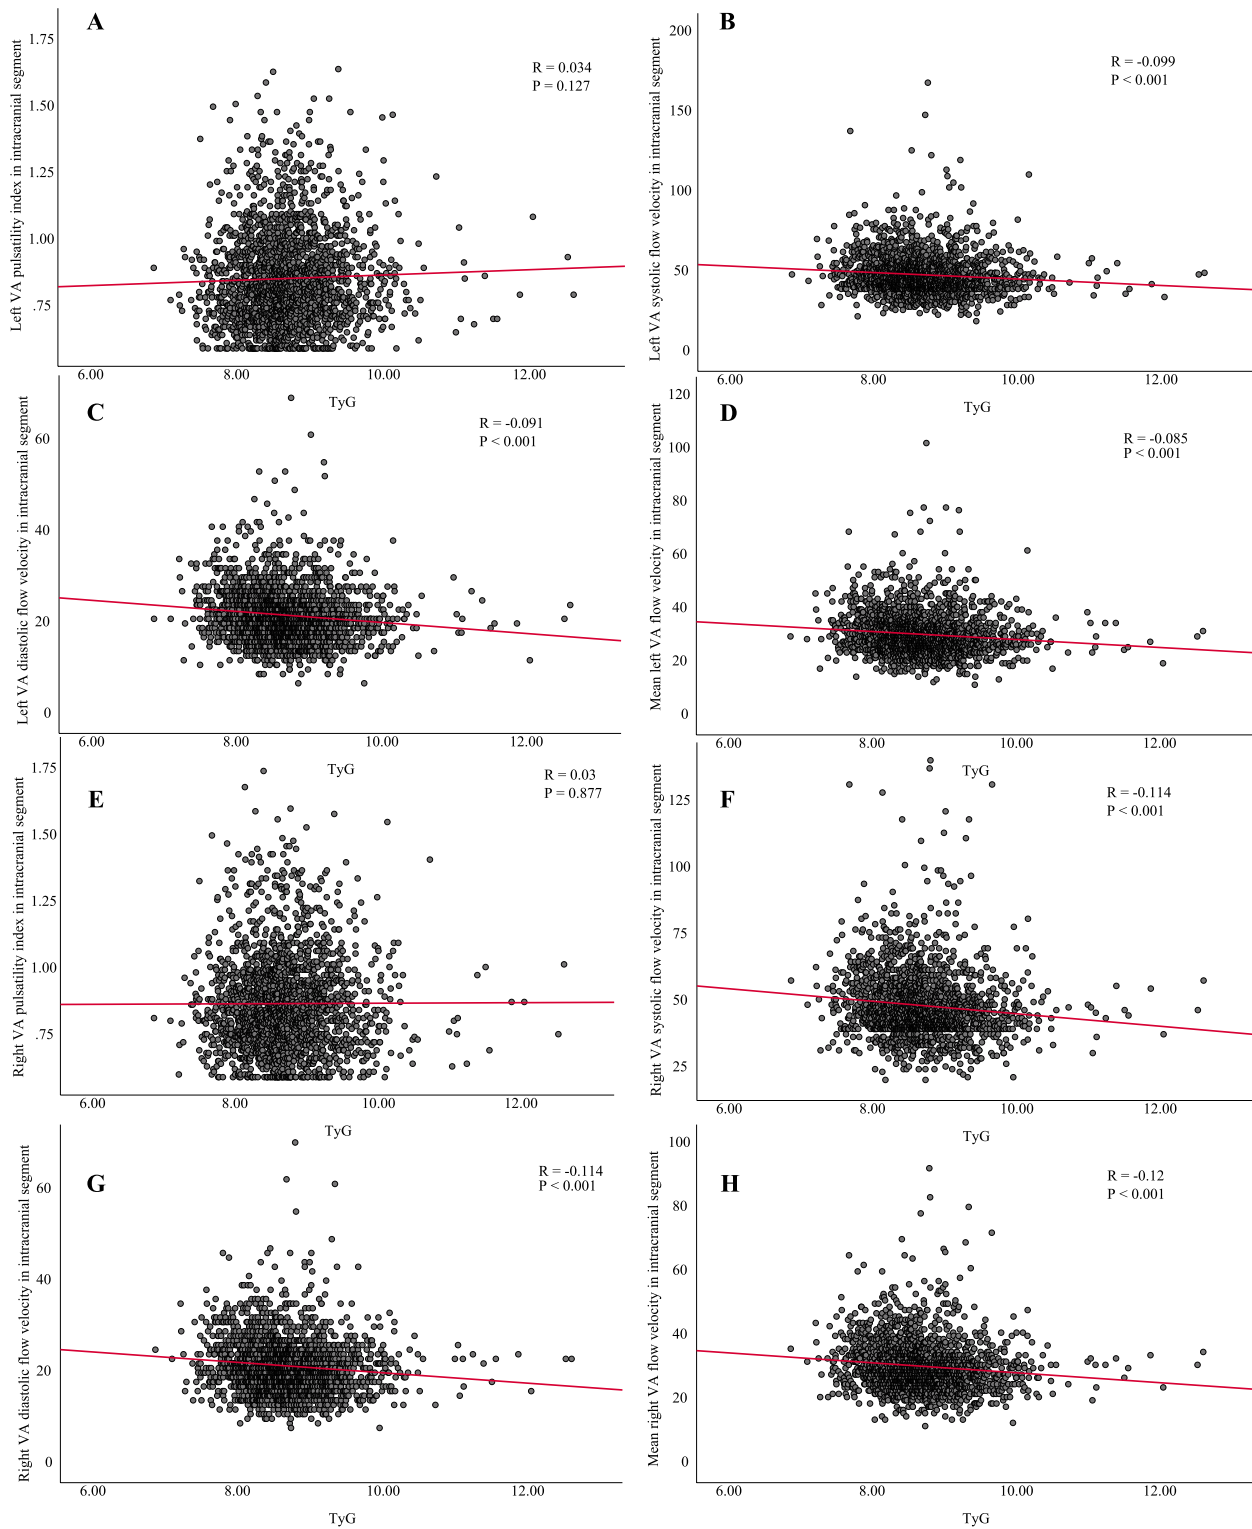 A
Left VA pulsatility index in intracranial segment
1.75
1.50
1.25
1.00
.75
R = 0.034
P = 0.127
6.00 8.00 10.00 12.00
TyG
B
Left VA systolic flow velocity in intracranial segment
200
150
100
50
0
R = -0.099
P < 0.001
6.00 8.00 10.00 12.00
TyG
C
Left VA diastolic flow velocity in intracranial segment
60
40
20
0
R = -0.091
P < 0.001
6.00 8.00 10.00 12.00
TyG
D
Mean left VA flow velocity in intracranial segment
120
100
80
60
40
20
0
R = -0.085
P < 0.001
6.00 8.00 10.00 12.00
TyG
E
Right VA pulsatility index in intracranial segment
1.75
1.50
1.25
1.00
.75
R = 0.03
P = 0.877
6.00 8.00 10.00 12.00
TyG
F
Right VA systolic flow velocity in intracranial segment
125
100
75
50
25
R = -0.114
P < 0.001
6.00 8.00 10.00 12.00
TyG
G
Right VA diastolic flow velocity in intracranial segment
60
40
20
0
R = -0.114
P < 0.001
6.00 8.00 10.00 12.00
TyG
H
Mean right VA flow velocity in intracranial segment
100
80
60
40
20
0
R = -0.12
P < 0.001
6.00 8.00 10.00 12.00
TyG